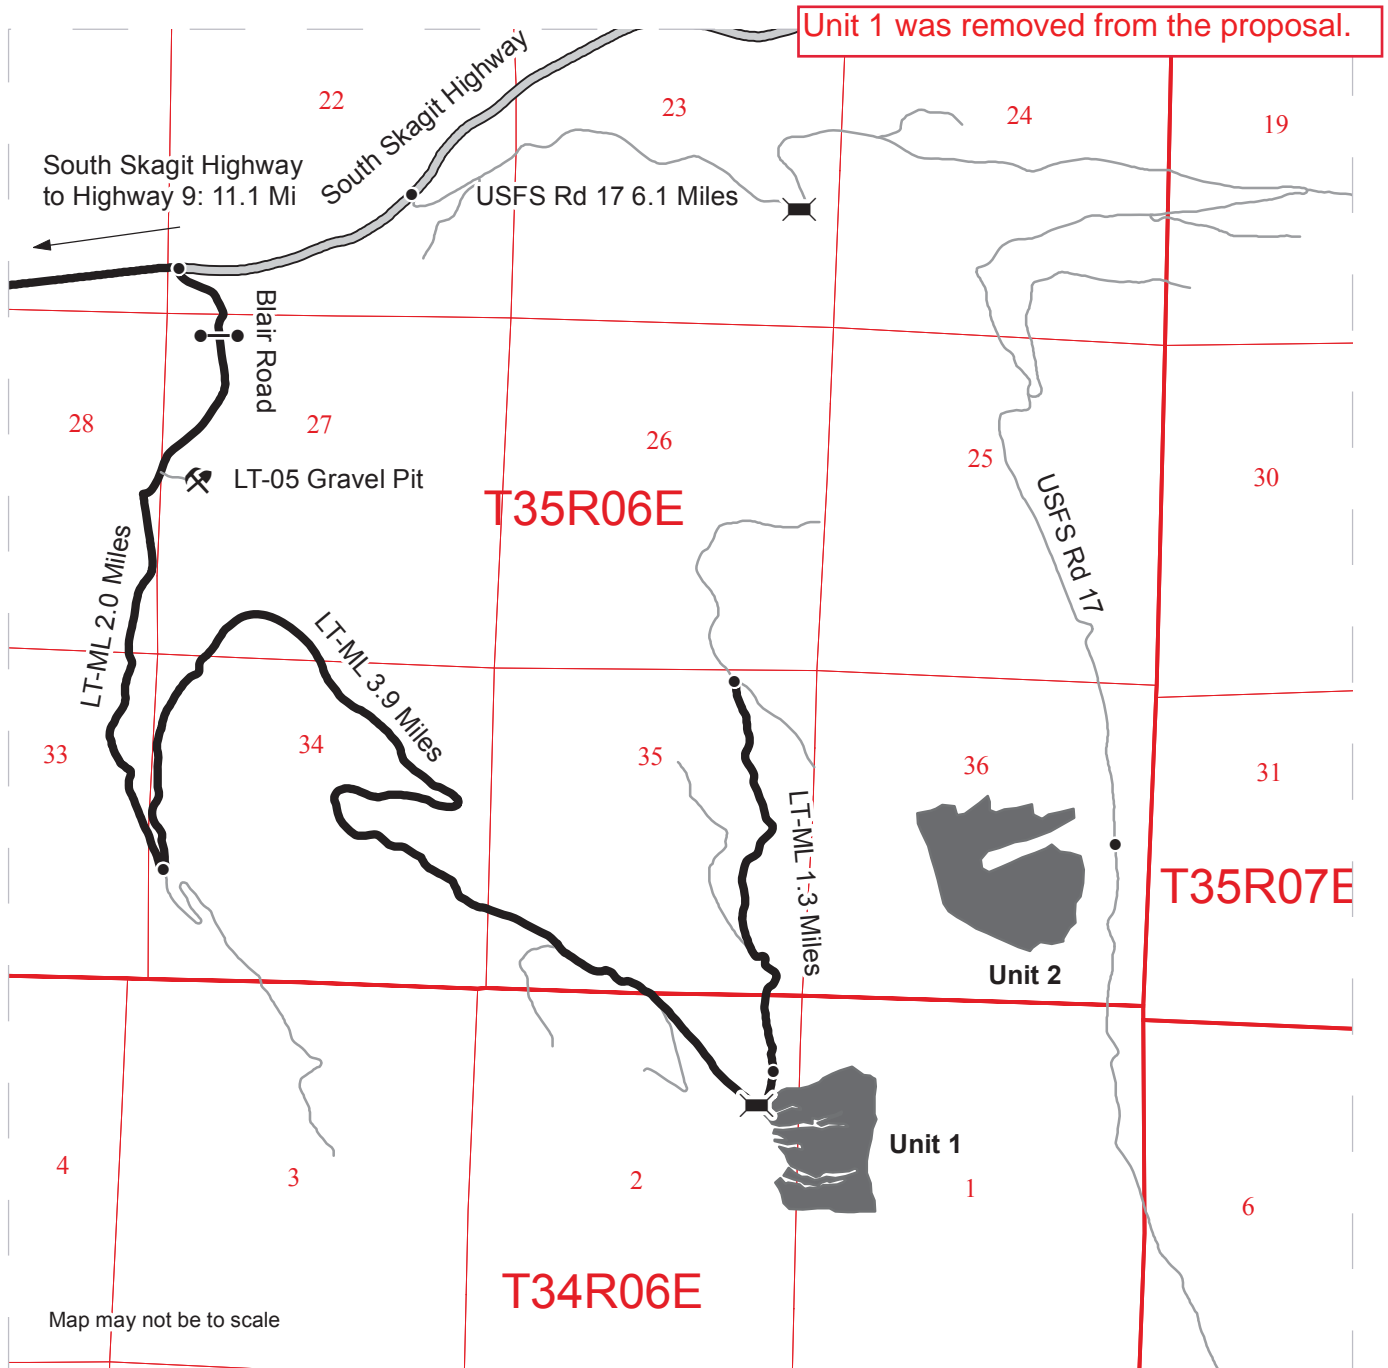 Unit 1 was removed from the proposal.
22
23
24
19
South Skagit Highway
South Skagit Highway
to Highway 9: 11.1 Mi
USFS Rd 17 6.1 Miles
Blair Road
28
27
26
25
30
LT-05 Gravel Pit
T35R06E
USFS Rd 17
LT-ML 2.0 Miles
LT-ML 3.9 Miles
33
34
35
36
31
LT-ML 1.3 Miles
T35R07E
Unit 2
Unit 1
4
3
2
1
6
T34R06E
Map may not be to scale